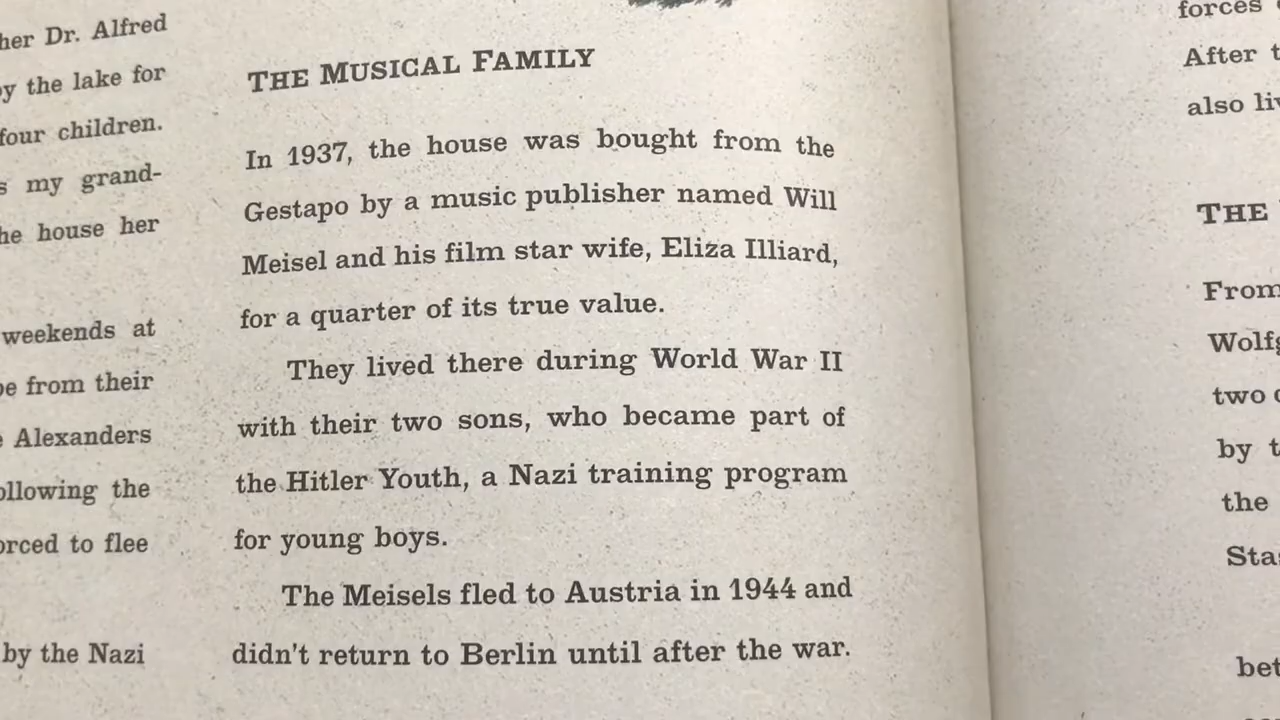 her Dr. Alfred
by the lake for
four children.
s my grand-
he house her
weekends at
be from their
e Alexanders
ollowing the
orced to flee
by the Nazi
THE MUSICAL FAMILY
In 1937, the house was bought from the
Gestapo by a music publisher named Will
Meisel and his film star wife, Eliza Illiard,
for a quarter of its true value.
They lived there during World War II
with their two sons, who became part of
the Hitler Youth, a Nazi training program
for young boys.
The Meisels fled to Austria in 1944 and
didn't return to Berlin until after the war.
forces
After t
also liv
THE
From
Wolfg
two
by t
the
Stas
bet